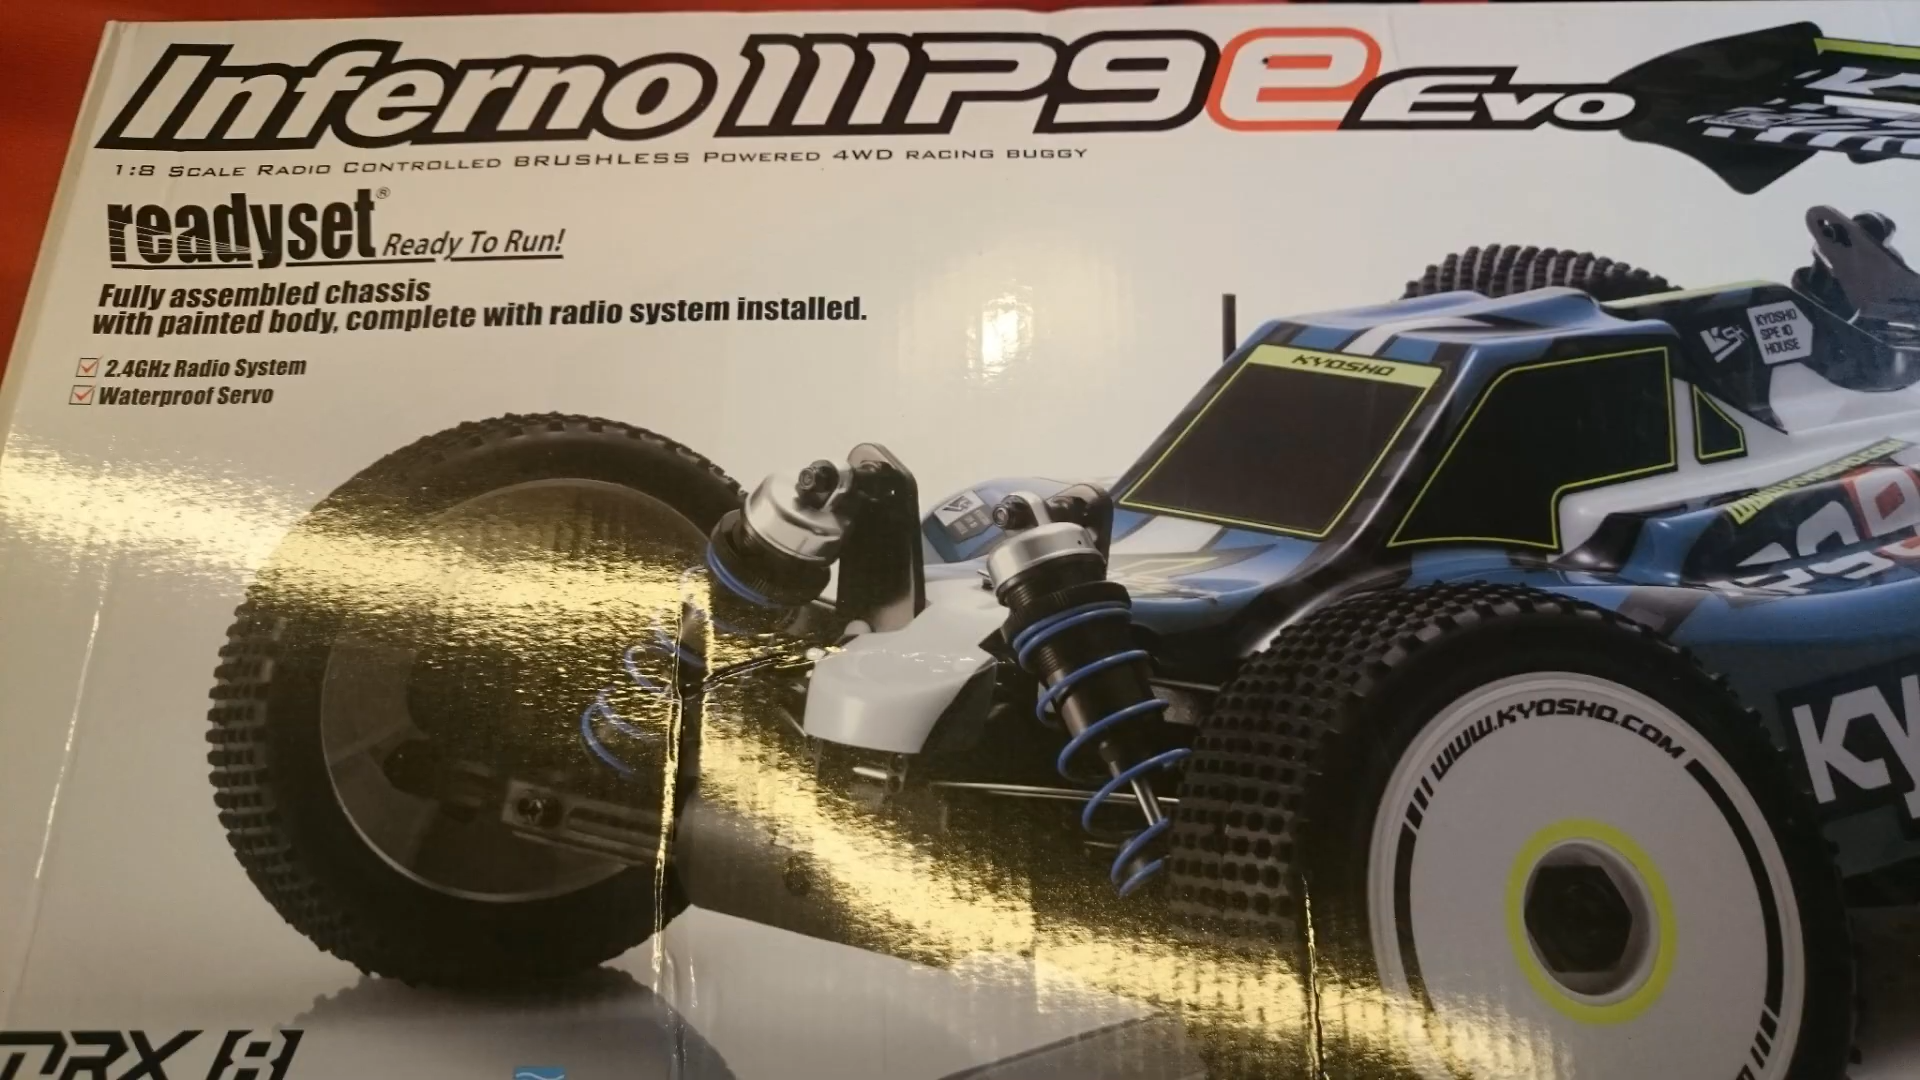 Inferno MP9e Evo
1:8 Scale Radio Controlled BRUSHLESS Powered 4WD RACING BUGGY
readyset® Ready To Run!
Fully assembled chassis
with painted body, complete with radio system installed.
2.4GHz Radio System
Waterproof Servo
KYOSHO
KYOSHO
HOUSE
WWW.KYOSHO.COM
KY